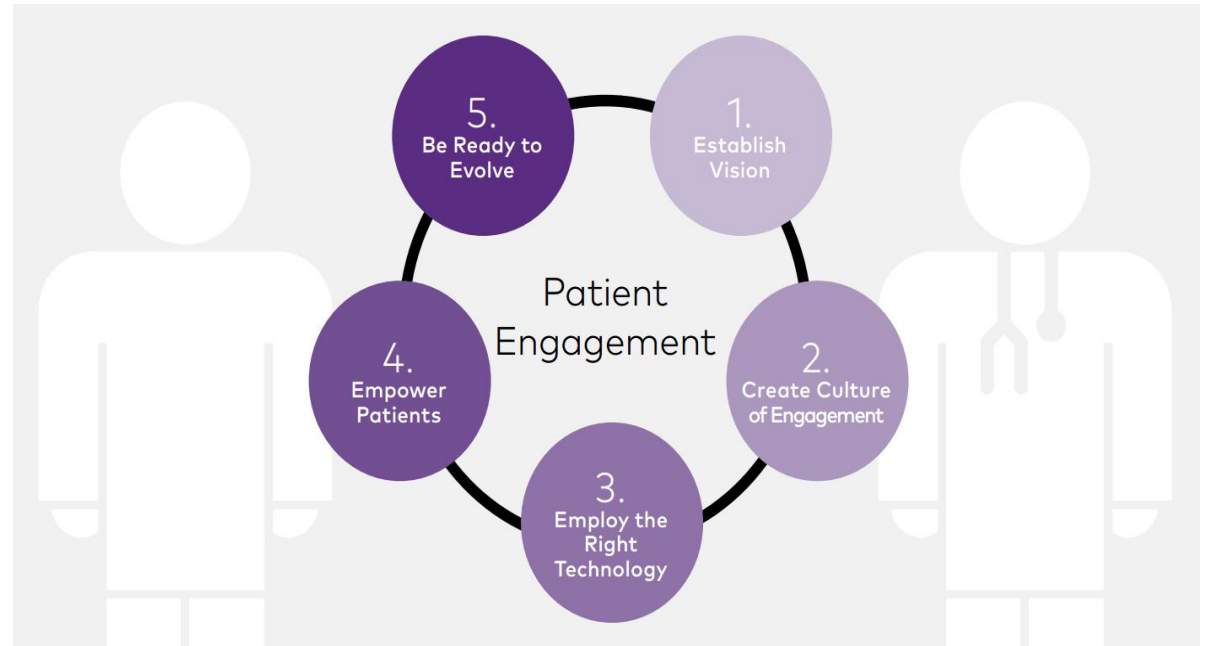 Patient
Engagement
1.
Establish
Vision
2.
Create Culture
of Engagement
3.
Employ the
Right
Technology
4.
Empower
Patients
5.
Be Ready to
Evolve